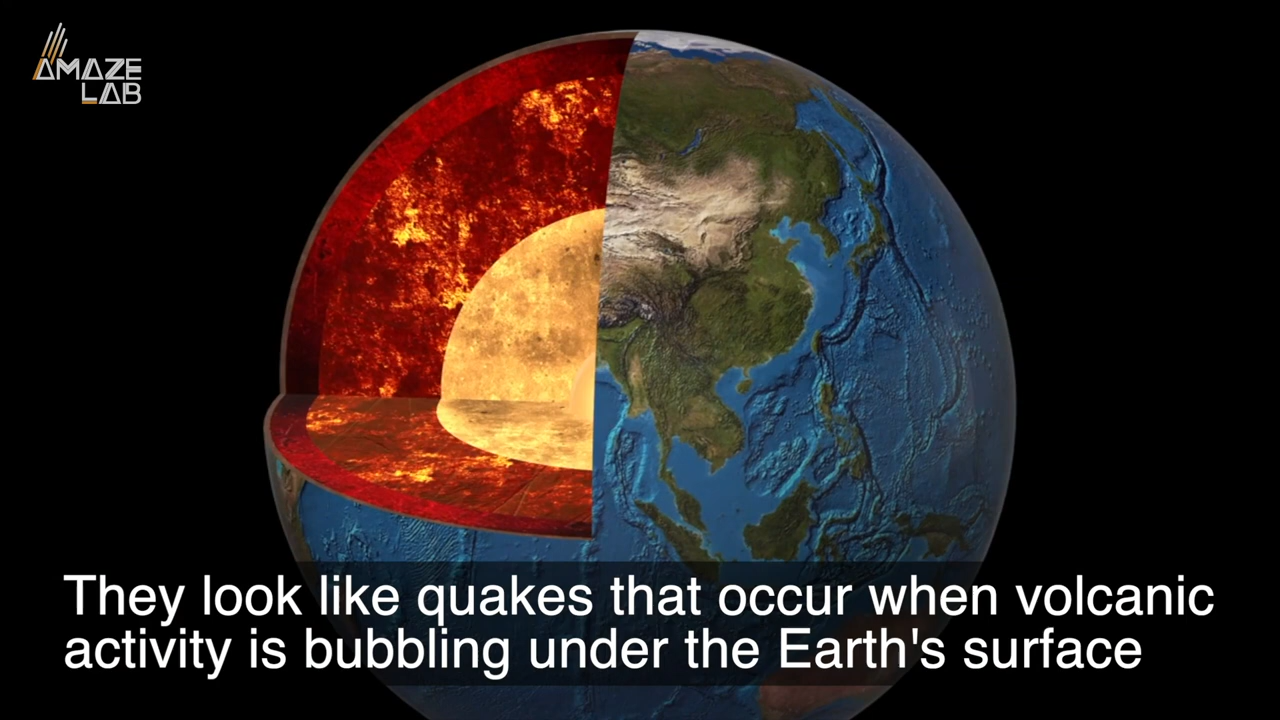 AMAZE
LAB
They look like quakes that occur when volcanic
activity is bubbling under the Earth's surface